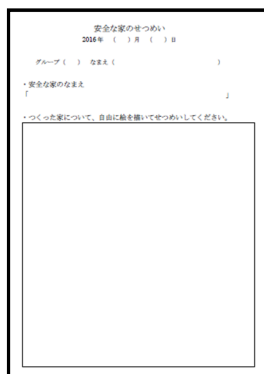 安全な家のせつめい
2016年 （ ）月 （ ）日
グループ（ ） なまえ（ ）
・安全な家のなまえ
「 」
・つくった家について、自由に絵を描いてせつめいしてください。